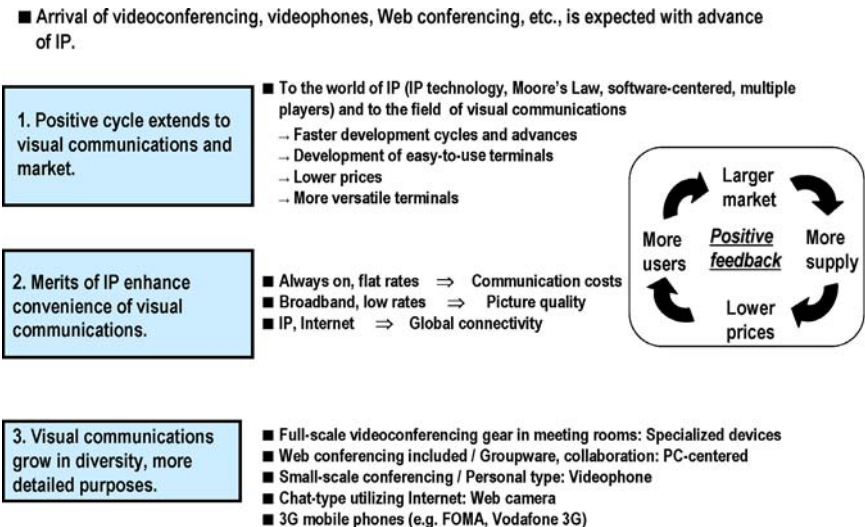 ■ Arrival of videoconferencing, videophones, Web conferencing, etc., is expected with advance
of IP.
1. Positive cycle extends to
visual communications and
market.
■ To the world of IP (IP technology, Moore's Law, software-centered, multiple
players) and to the field of visual communications
→ Faster development cycles and advances
→ Development of easy-to-use terminals
→ Lower prices
→ More versatile terminals
Larger
market
More
supply
Lower
prices
More
users
Positive
feedback
2. Merits of IP enhance
convenience of visual
communications.
■ Always on, flat rates ⇒ Communication costs
■ Broadband, low rates ⇒ Picture quality
■ IP, Internet ⇒ Global connectivity
3. Visual communications
grow in diversity, more
detailed purposes.
■ Full-scale videoconferencing gear in meeting rooms: Specialized devices
■ Web conferencing included / Groupware, collaboration: PC-centered
■ Small-scale conferencing / Personal type: Videophone
■ Chat-type utilizing Internet: Web camera
■ 3G mobile phones (e.g. FOMA, Vodafone 3G)